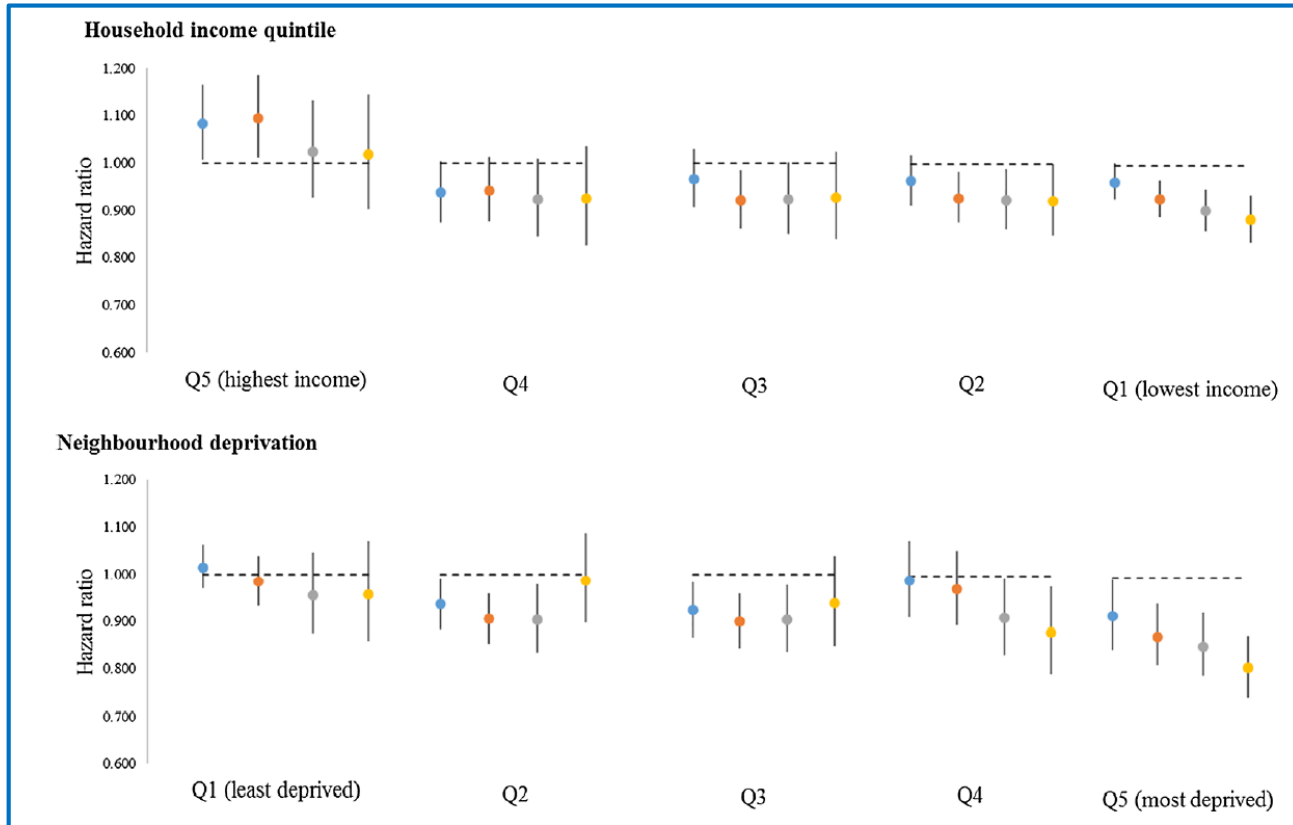 Household income quintile
1.200
1.100
1.000
0.900
0.800
0.700
0.600
Hazard ratio
Q5 (highest income)
Q4
Q3
Q2
Q1 (lowest income)
Neighbourhood deprivation
1.200
1.100
1.000
0.900
0.800
0.700
0.600
Hazard ratio
Q1 (least deprived)
Q2
Q3
Q4
Q5 (most deprived)